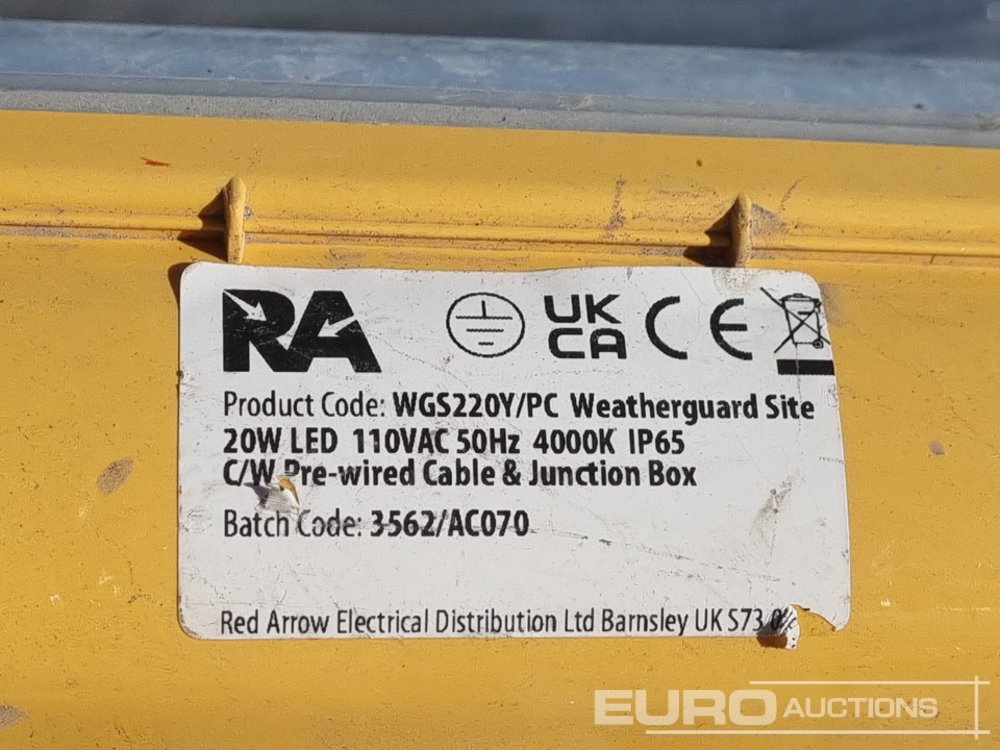 RA
UK
CA
CE
Product Code: WGS220Y/PC Weatherguard Site
20W LED 110VAC 50Hz 4000K IP65
C/W Pre-wired Cable & Junction Box
Batch Code: 3562/AC070
Red Arrow Electrical Distribution Ltd Barnsley UK S73
EURO AUCTIONS